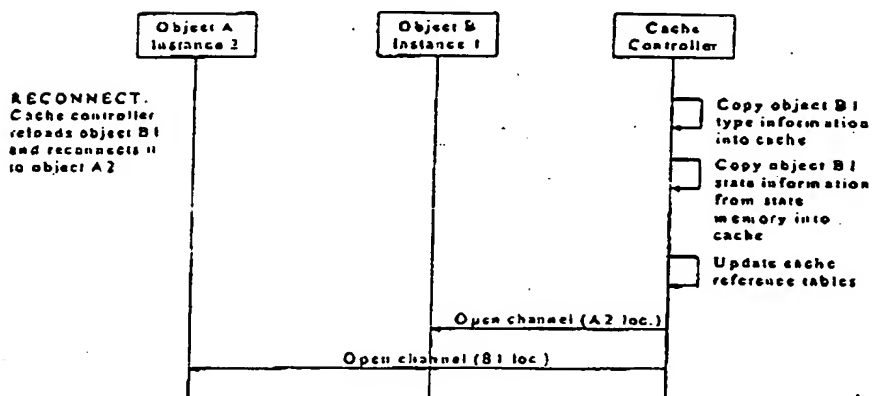 Object A
Instance 2
Object B
Instance 1
Cache
Controller
RECONNECT.
Cache controller
reloads object B1
and reconnects it
to object A2
Copy object B1
type information
into cache
Copy object B1
state information
from state
memory into
cache
Update cache
reference tables
Open channel (A2 loc.)
Open channel (B1 loc.)